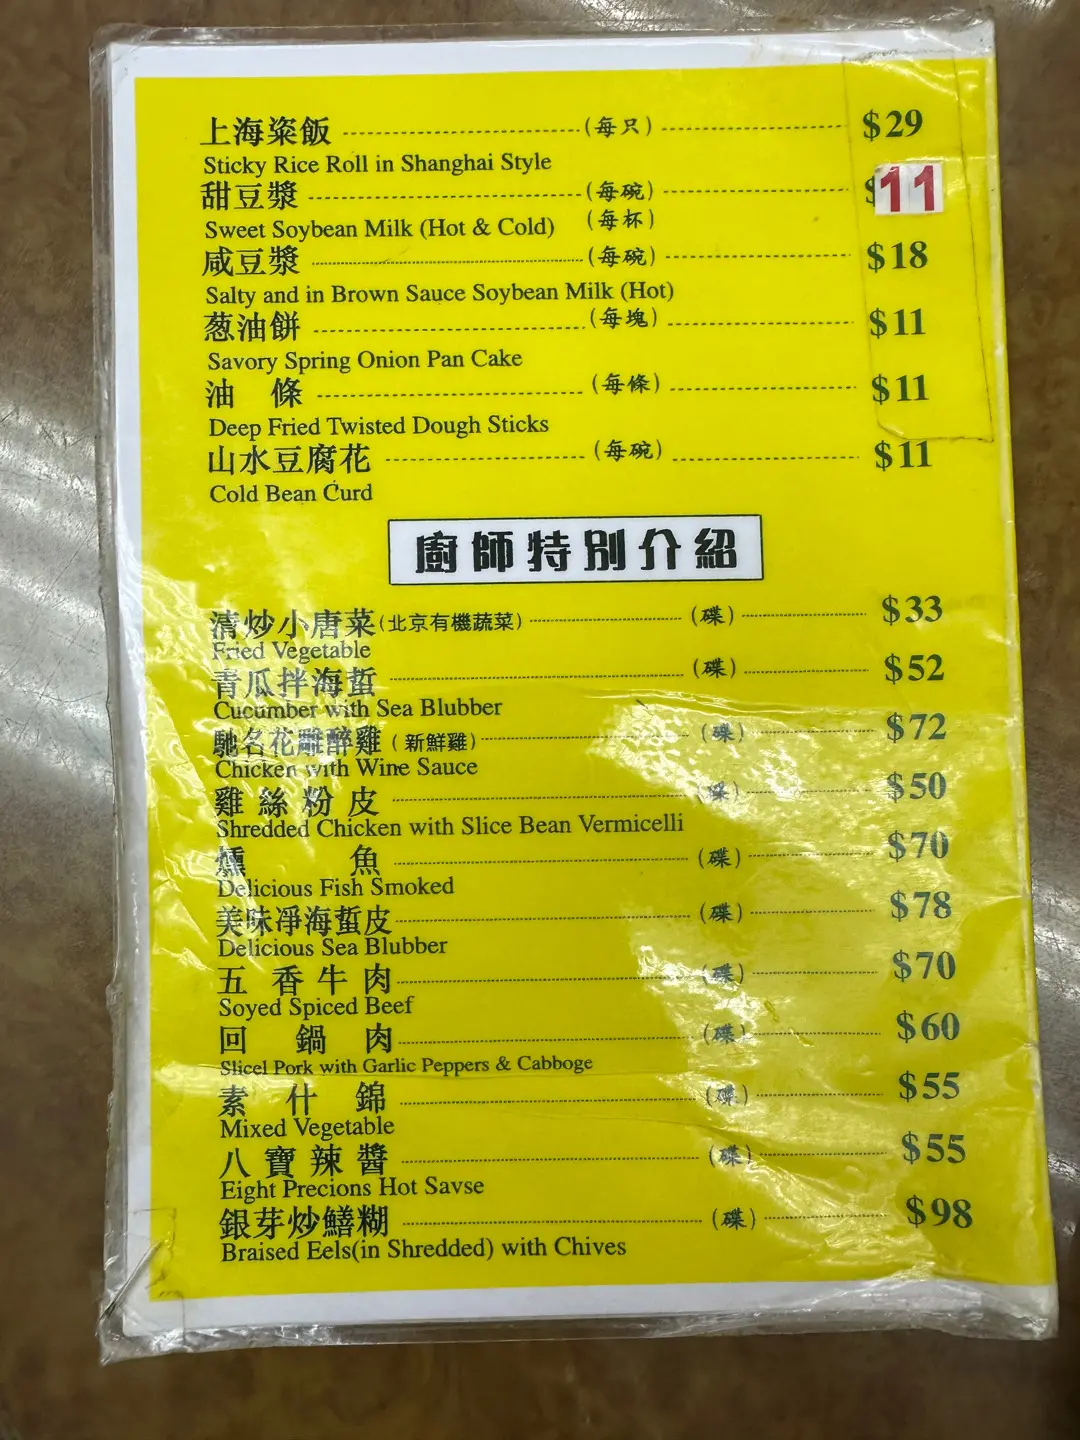 上海粢飯 (每只) $29
Sticky Rice Roll in Shanghai Style
甜豆漿 (每碗) $11
Sweet Soybean Milk (Hot & Cold) (每杯)
咸豆漿 (每碗) $18
Salty and in Brown Sauce Soybean Milk (Hot)
葱油餅 (每塊) $11
Savory Spring Onion Pan Cake
油 條 (每條) $11
Deep Fried Twisted Dough Sticks
山水豆腐花 (每碗) $11
Cold Bean Curd
廚師特別介紹
清炒小唐菜(北京有機蔬菜) (碟) $33
Fried Vegetable
青瓜拌海蜇 (碟) $52
Cucumber with Sea Blubber
馳名花雕醉雞 (新鮮雞) (碟) $72
Chicken with Wine Sauce
雞絲粉皮 (碟) $50
Shredded Chicken with Slice Bean Vermicelli
燻 魚 (碟) $70
Delicious Fish Smoked
美味凈海蜇皮 (碟) $78
Delicious Sea Blubber
五香牛肉 (碟) $70
Soyed Spiced Beef
回鍋肉 (碟) $60
Slicel Pork with Garlic Peppers & Cabboge
素什錦 (碟) $55
Mixed Vegetable
八寶辣醬 (碟) $55
Eight Precions Hot Savse
銀芽炒鱔糊 (碟) $98
Braised Eels(in Shredded) with Chives